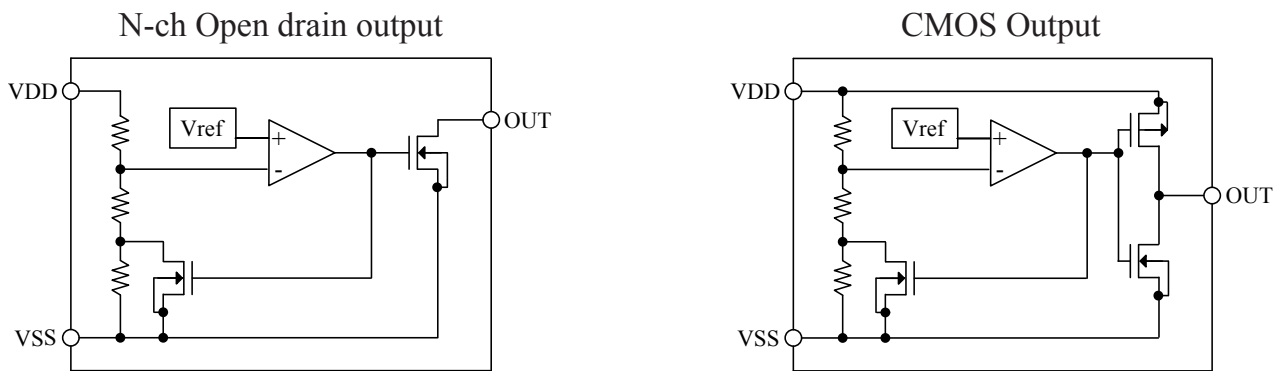 N-ch Open drain output
VDD
Vref
+
-
OUT
VSS
CMOS Output
VDD
Vref
+
-
OUT
VSS